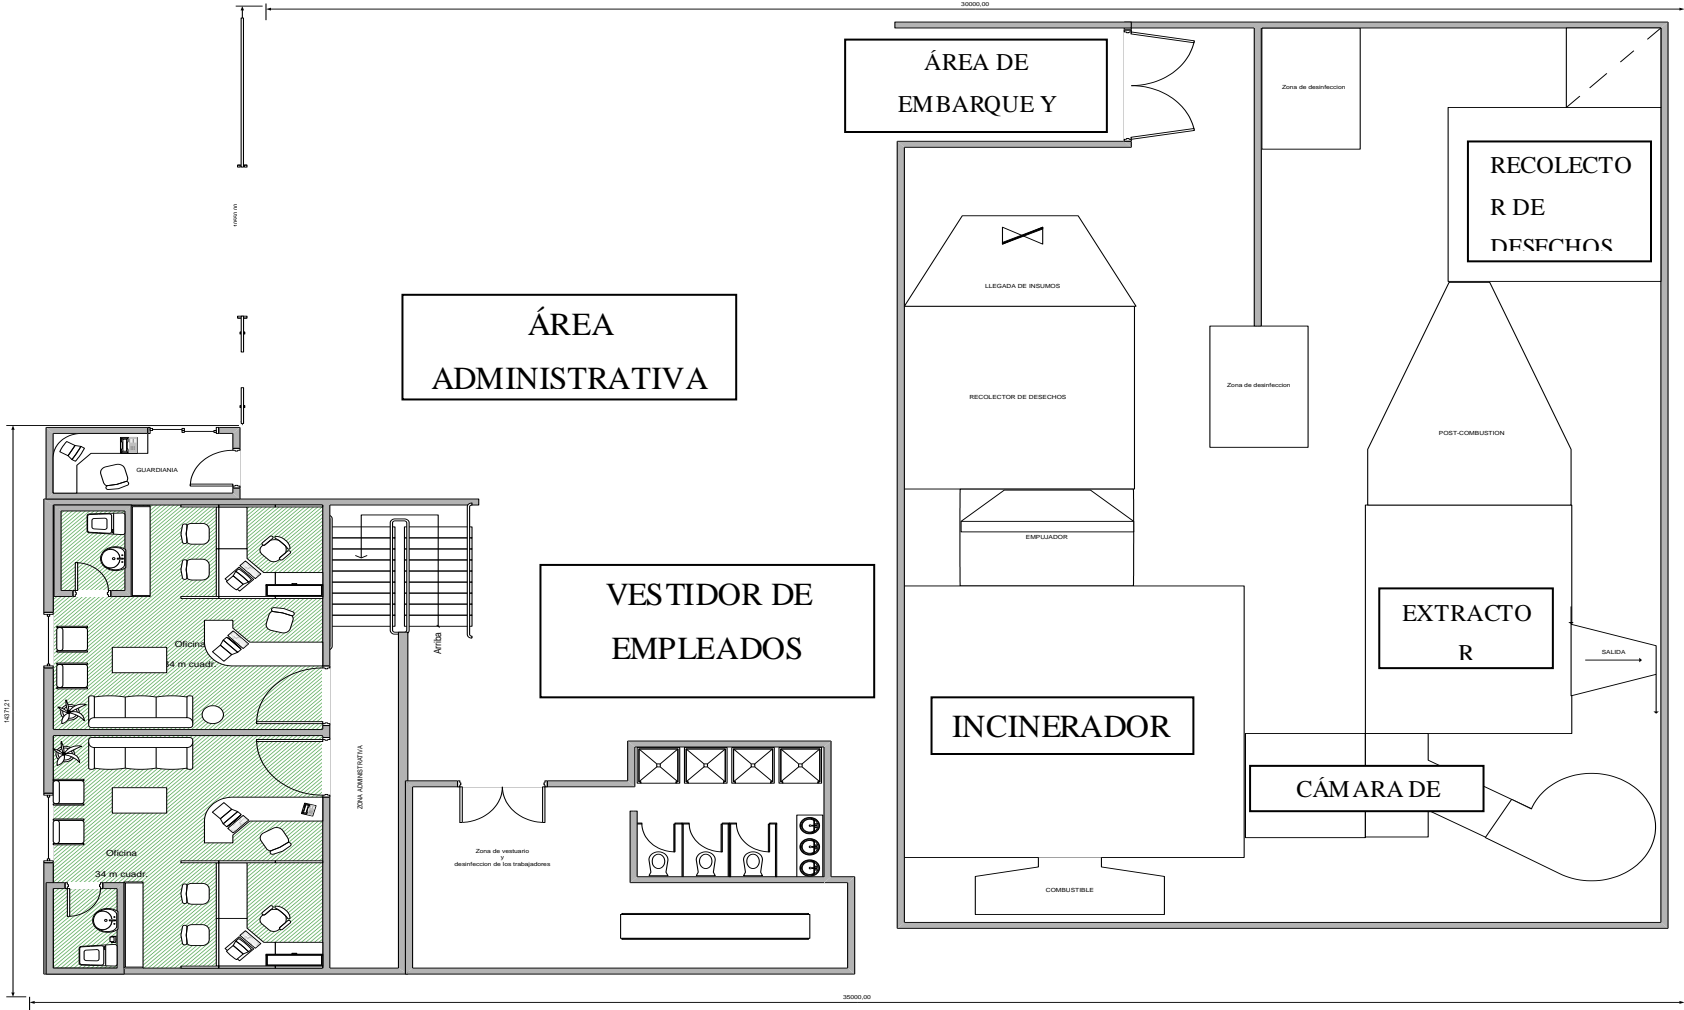 30000,00
ÁREA DE
EMBARQUE Y
Zona de desinfeccion
RECOLECTO
R DE
DESECHOS
LLEGADA DE INSUMOS
ÁREA
ADMINISTRATIVA
Zona de desinfeccion
RECOLECTOR DE DESECHOS
POST-COMBUSTION
GUARDIANIA
EMPUJADOR
VESTIDOR DE
EMPLEADOS
EXTRACTO
R
Arriba
Oficina
34 m cuadr.
SALIDA
14371,21
INCINERADOR
ZONA ADMINISTRATIVA
CÁMARA DE
Oficina
34 m cuadr.
Zona de vestuario
y
desinfeccion de los trabajadores
COMBUSTIBLE
35000,00